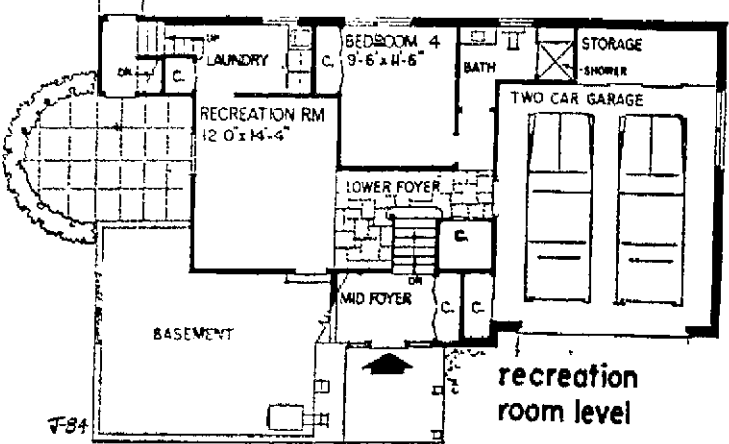 UP
DN
C.
LAUNDRY
C.
BEDROOM 4
9'-6" x 11'-6"
BATH
STORAGE
SHOWER
RECREATION RM
12'0" x 14'-4"
TWO CAR GARAGE
LOWER FOYER
C.
DN
MID FOYER
C.
C.
BASEMENT
J-84
recreation
room level